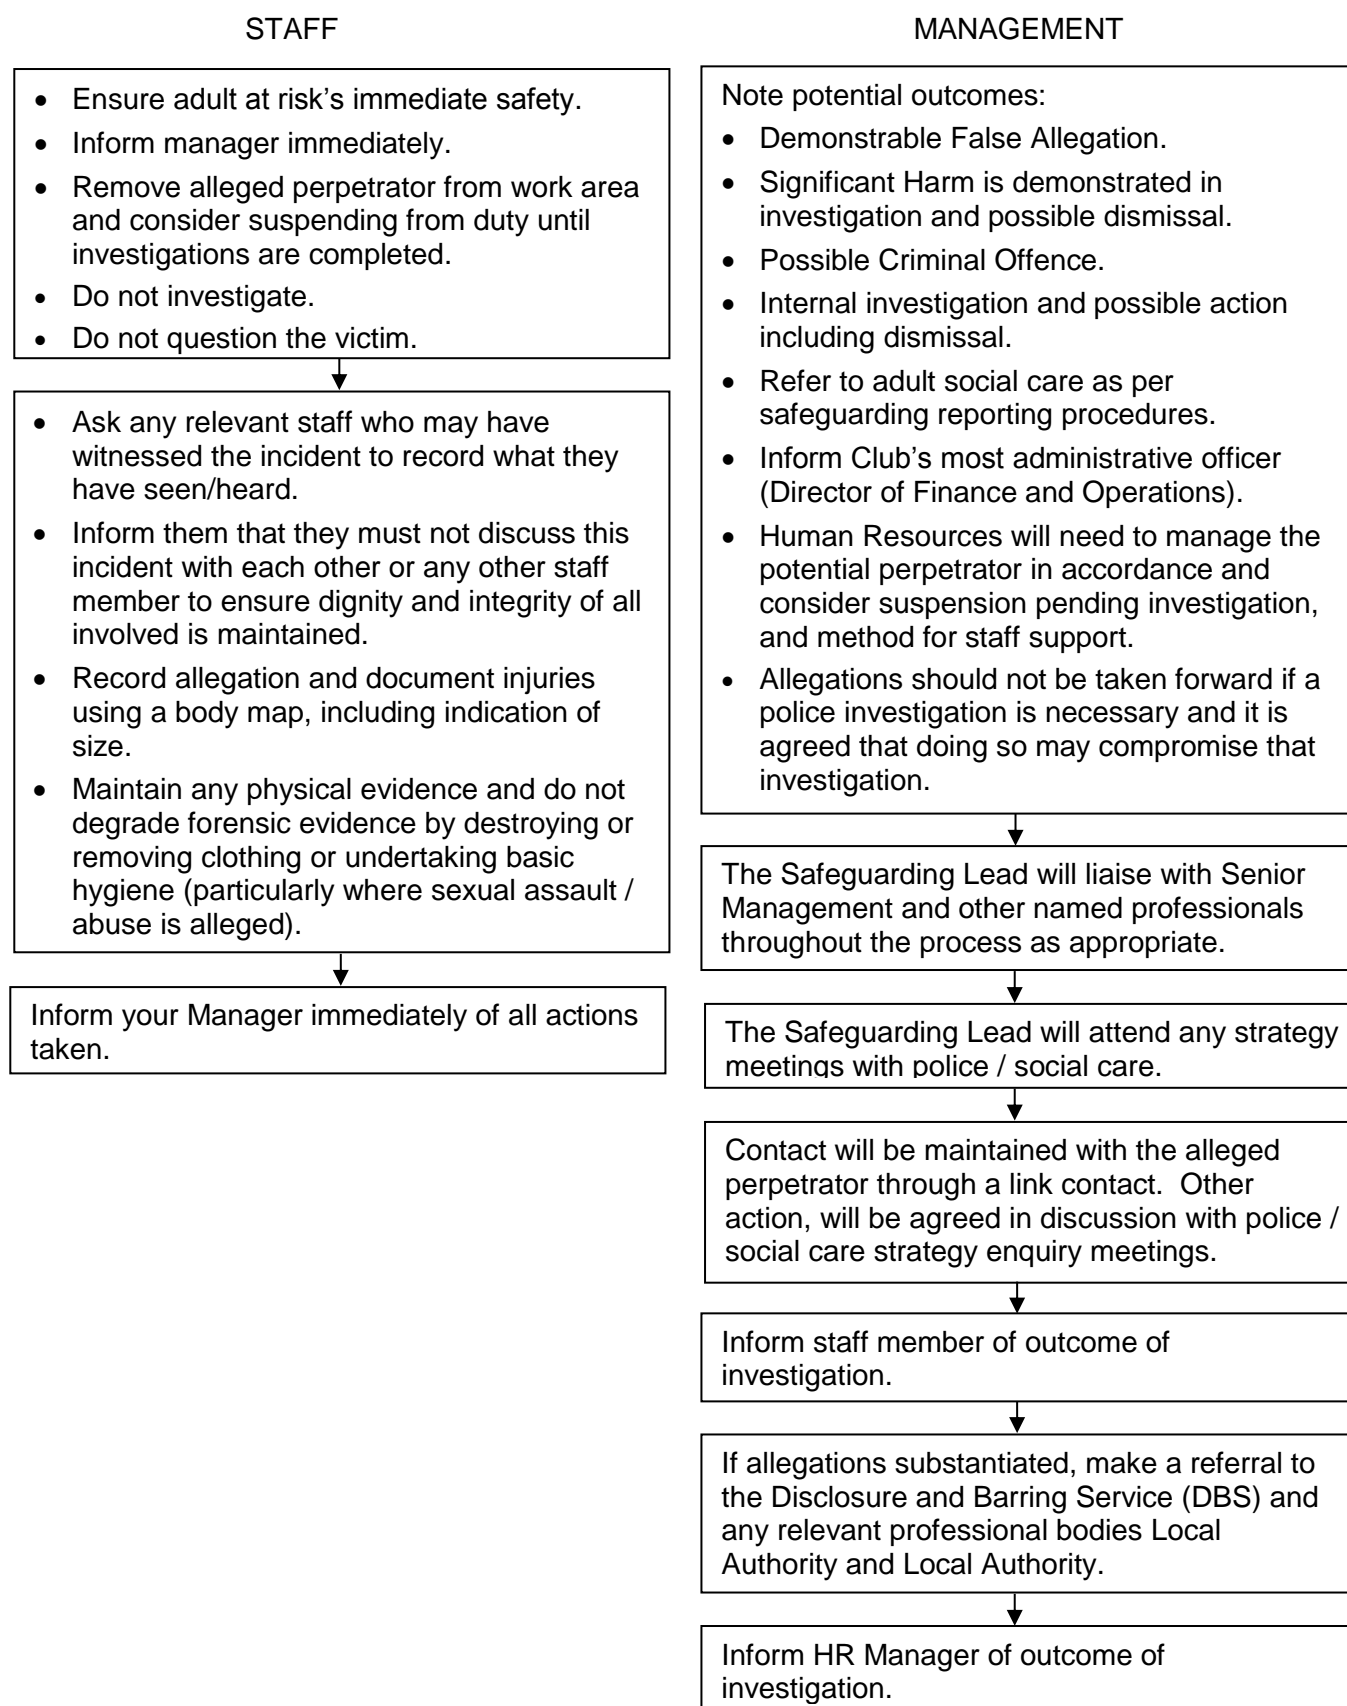 STAFF
• Ensure adult at risk's immediate safety.
• Inform manager immediately.
• Remove alleged perpetrator from work area
and consider suspending from duty until
investigations are completed.
• Do not investigate.
• Do not question the victim.
• Ask any relevant staff who may have
witnessed the incident to record what they
have seen/heard.
• Inform them that they must not discuss this
incident with each other or any other staff
member to ensure dignity and integrity of all
involved is maintained.
• Record allegation and document injuries
using a body map, including indication of
size.
• Maintain any physical evidence and do not
degrade forensic evidence by destroying or
removing clothing or undertaking basic
hygiene (particularly where sexual assault /
abuse is alleged).
Inform your Manager immediately of all actions
taken.
MANAGEMENT
Note potential outcomes:
• Demonstrable False Allegation.
• Significant Harm is demonstrated in
investigation and possible dismissal.
• Possible Criminal Offence.
• Internal investigation and possible action
including dismissal.
• Refer to adult social care as per
safeguarding reporting procedures.
• Inform Club's most administrative officer
(Director of Finance and Operations).
• Human Resources will need to manage the
potential perpetrator in accordance and
consider suspension pending investigation,
and method for staff support.
• Allegations should not be taken forward if a
police investigation is necessary and it is
agreed that doing so may compromise that
investigation.
The Safeguarding Lead will liaise with Senior
Management and other named professionals
throughout the process as appropriate.
The Safeguarding Lead will attend any strategy
meetings with police / social care.
Contact will be maintained with the alleged
perpetrator through a link contact.  Other
action, will be agreed in discussion with police /
social care strategy enquiry meetings.
Inform staff member of outcome of
investigation.
If allegations substantiated, make a referral to
the Disclosure and Barring Service (DBS) and
any relevant professional bodies Local
Authority and Local Authority.
Inform HR Manager of outcome of
investigation.